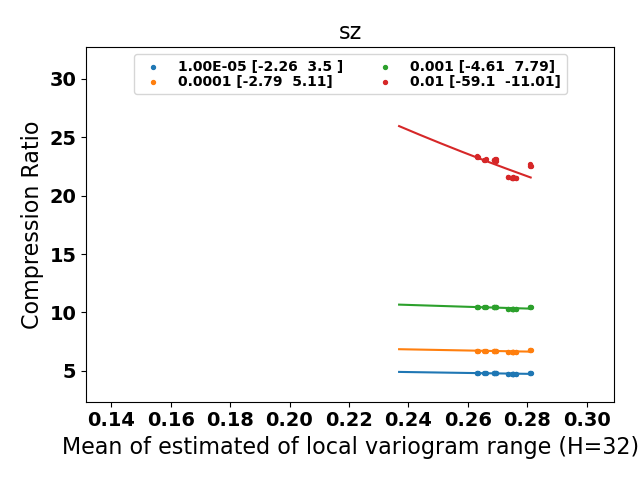 sz
1.00E-05 [-2.26  3.5 ]
0.0001 [-2.79  5.11]
0.001 [-4.61  7.79]
0.01 [-59.1  -11.01]
Compression Ratio
30
25
20
15
10
5
0.14 0.16 0.18 0.20 0.22 0.24 0.26 0.28 0.30
Mean of estimated of local variogram range (H=32)